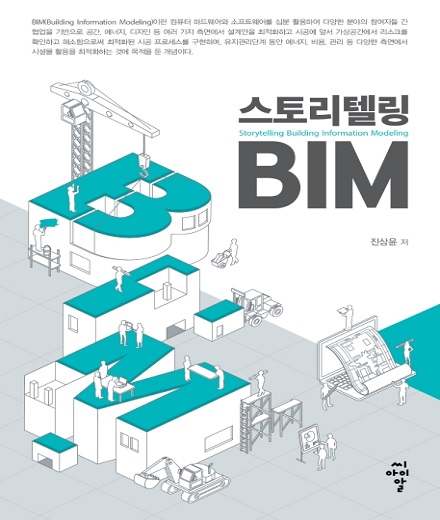 BIM(Building Information Modeling)이란 컴퓨터 하드웨어와 소프트웨어를 십분 활용하여 다양한 분야의 참여자들 간
협업을 기반으로 공간, 에너지, 디자인 등 여러 가지 측면에서 설계안을 최적화하고 시공에 앞서 가상공간에서 리스크를
확인하고 해소함으로써 최적화된 시공 프로세스를 구현하며, 유지관리단계 동안 에너지, 비용, 관리 등 다양한 측면에서
시설물 활용을 최적화하는 것에 목적을 둔 개념이다.
스토리텔링
Storytelling Building Information Modeling
BIM
진상윤 저
BIM
씨
아이
알